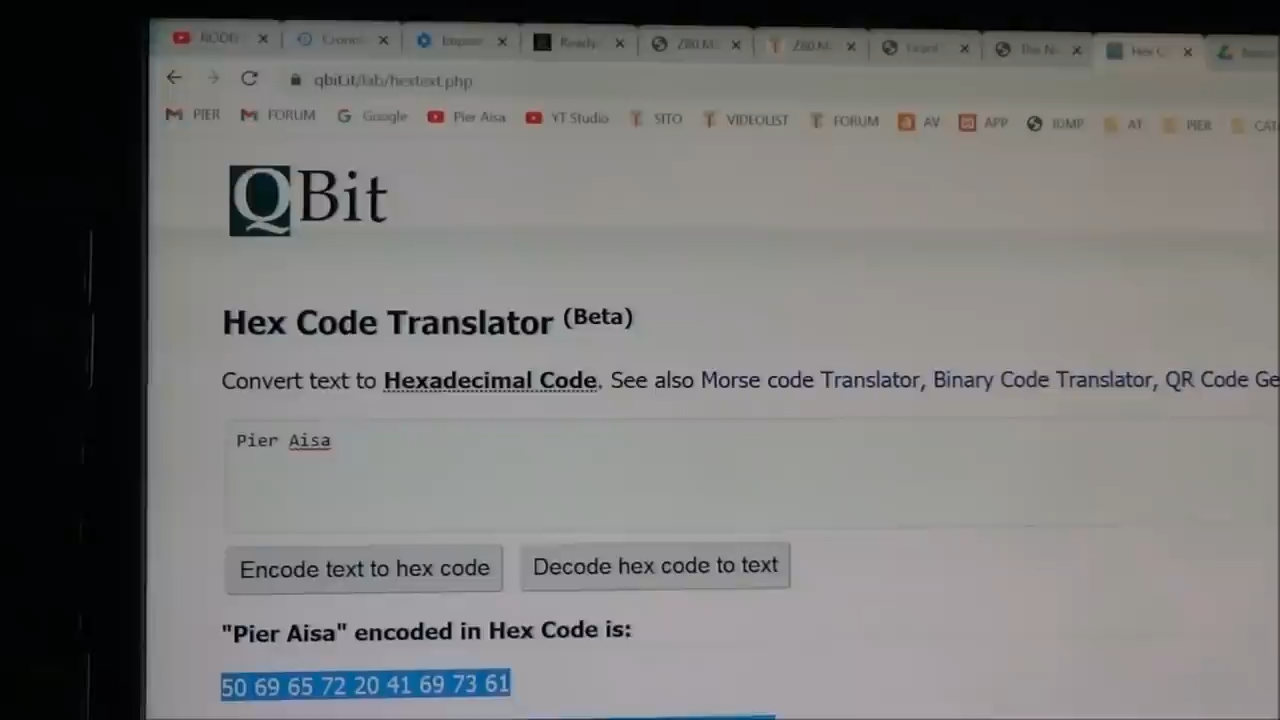 qbit.it/lab/hextext.php
PIER FORUM Google Pier Aisa YT Studio SITO VIDEOLIST FORUM AV APP IDMP AT PIER
QBit
Hex Code Translator (Beta)
Convert text to Hexadecimal Code. See also Morse code Translator, Binary Code Translator, QR Code Ge
Pier Aisa
Encode text to hex code Decode hex code to text
"Pier Aisa" encoded in Hex Code is:
50 69 65 72 20 41 69 73 61